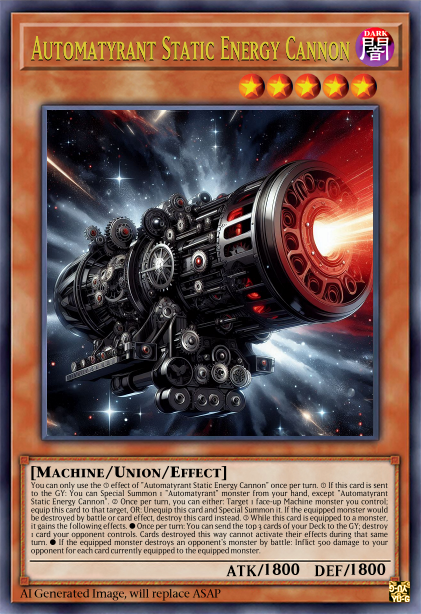 AUTOMATYRANT STATIC ENERGY CANNON
DARK
闇
[MACHINE/UNION/EFFECT]
You can only use the ① effect of "Automatyrant Static Energy Cannon" once per turn. ① If this card is sent
to the GY: You can Special Summon 1 "Automatyrant" monster from your hand, except "Automatyrant
Static Energy Cannon". ② Once per turn, you can either: Target 1 face-up Machine monster you control;
equip this card to that target, OR: Unequip this card and Special Summon it. If the equipped monster would
be destroyed by battle or card effect, destroy this card instead. ③ While this card is equipped to a monster,
it gains the following effects. ● Once per turn: You can send the top 3 cards of your Deck to the GY; destroy
1 card your opponent controls. Cards destroyed this way cannot activate their effects during that same
turn. ● If the equipped monster destroys an opponent's monster by battle: Inflict 500 damage to your
opponent for each card currently equipped to the equipped monster.
ATK/1800 DEF/1800
AI Generated Image, will replace ASAP